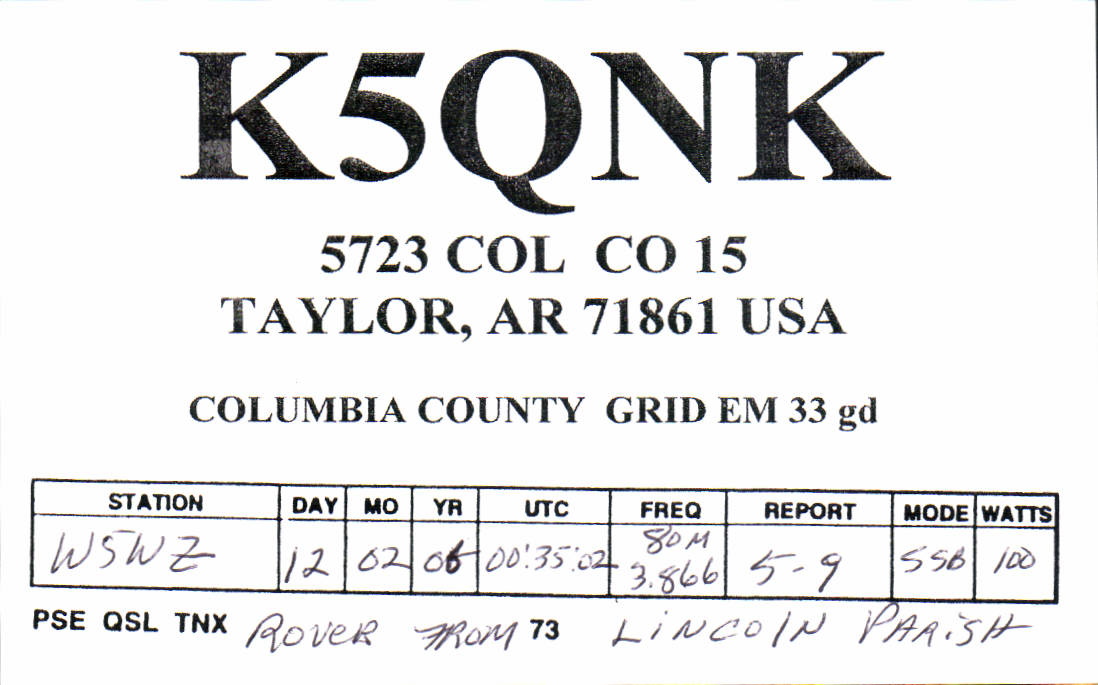 K5QNK
5723 COL CO 15
TAYLOR, AR 71861 USA
COLUMBIA COUNTY GRID EM 33 gd
STATION DAY MO YR UTC FREQ REPORT MODE WATTS
W5WZ 12 02 06 00:35:02 80M 3.866 5-9 SSB 100
PSE QSL TNX ROVER FROM 73 LINCOLN PARISH